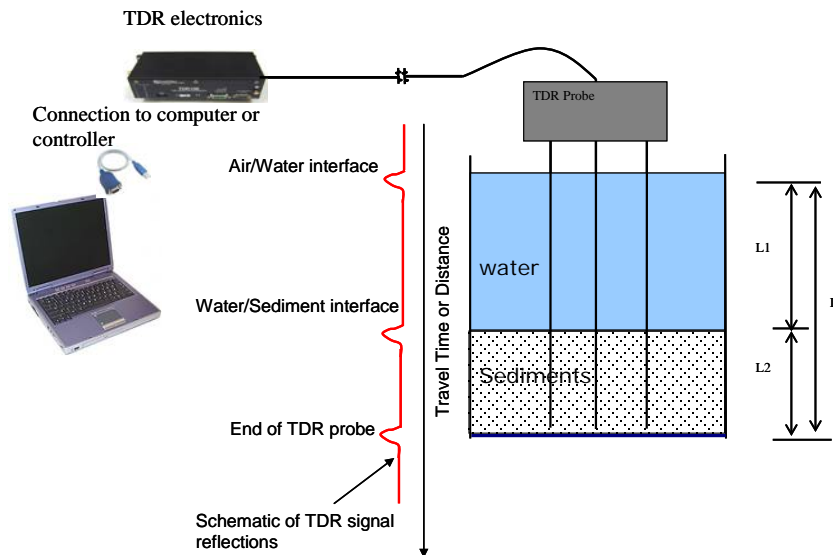 TDR electronics
Connection to computer or
controller
TDR Probe
Air/Water interface
water
Water/Sediment interface
Sediments
End of TDR probe
Schematic of TDR signal
reflections
Travel Time or Distance
L1
L2